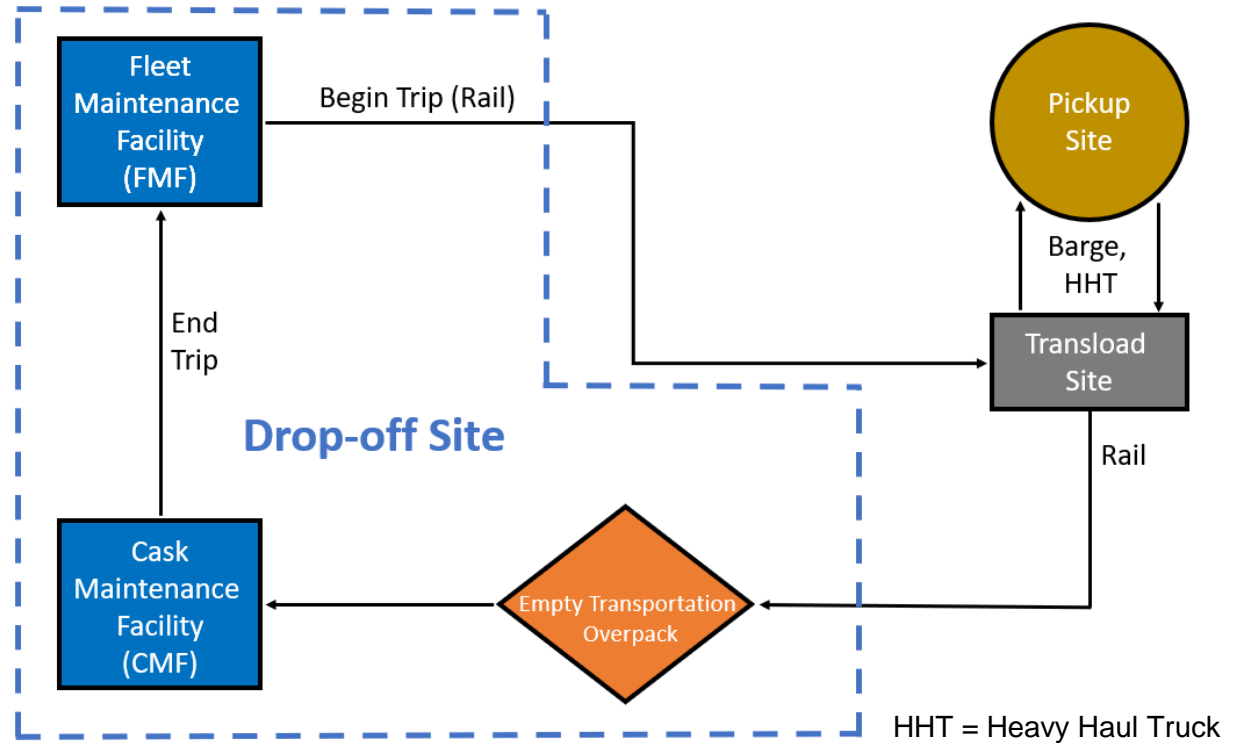 Fleet
Maintenance
Facility
(FMF)
Begin Trip (Rail)
Pickup
Site
Barge,
HHT
End
Trip
Transload
Site
Drop-off Site
Rail
Cask
Maintenance
Facility
(CMF)
Empty Transportation
Overpack
HHT = Heavy Haul Truck